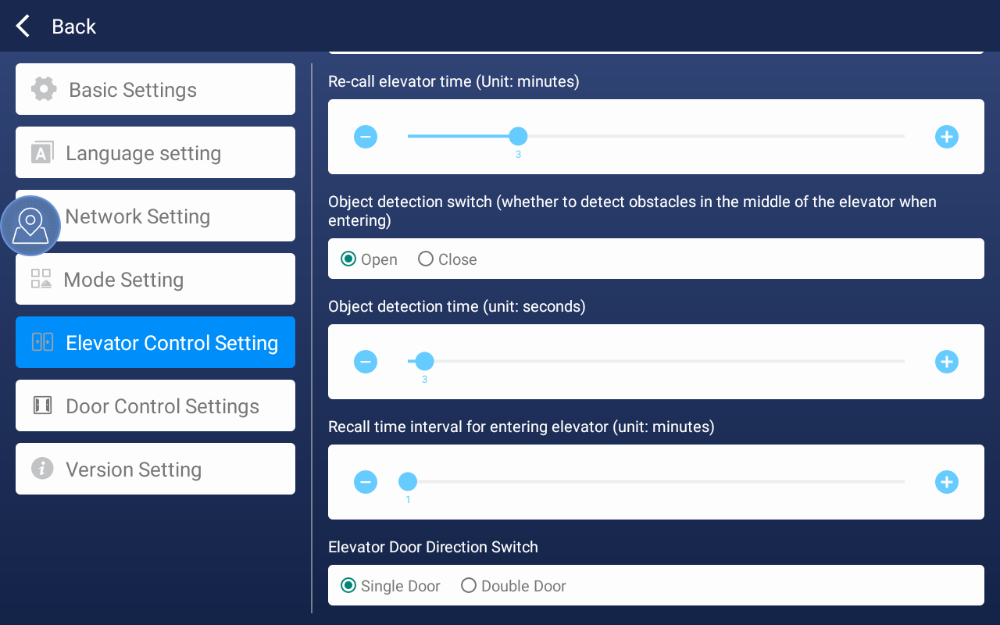 Back
Basic Settings
Language setting
Network Setting
Mode Setting
Elevator Control Setting
Door Control Settings
Version Setting
Re-call elevator time (Unit: minutes)
3
Object detection switch (whether to detect obstacles in the middle of the elevator when
entering)
Open Close
Object detection time (unit: seconds)
3
Recall time interval for entering elevator (unit: minutes)
1
Elevator Door Direction Switch
Single Door Double Door